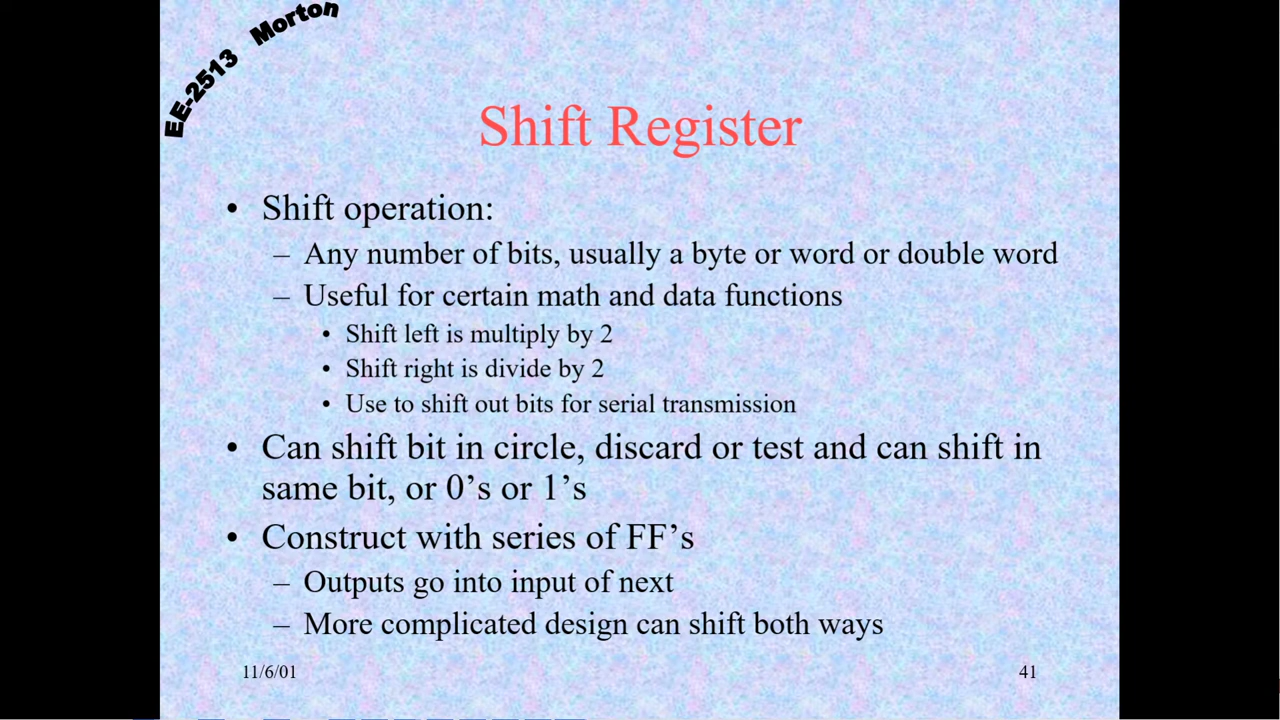 EE-2513 Morton
Shift Register
• Shift operation:
– Any number of bits, usually a byte or word or double word
– Useful for certain math and data functions
• Shift left is multiply by 2
• Shift right is divide by 2
• Use to shift out bits for serial transmission
• Can shift bit in circle, discard or test and can shift in
same bit, or 0’s or 1’s
• Construct with series of FF’s
– Outputs go into input of next
– More complicated design can shift both ways
11/6/01 41